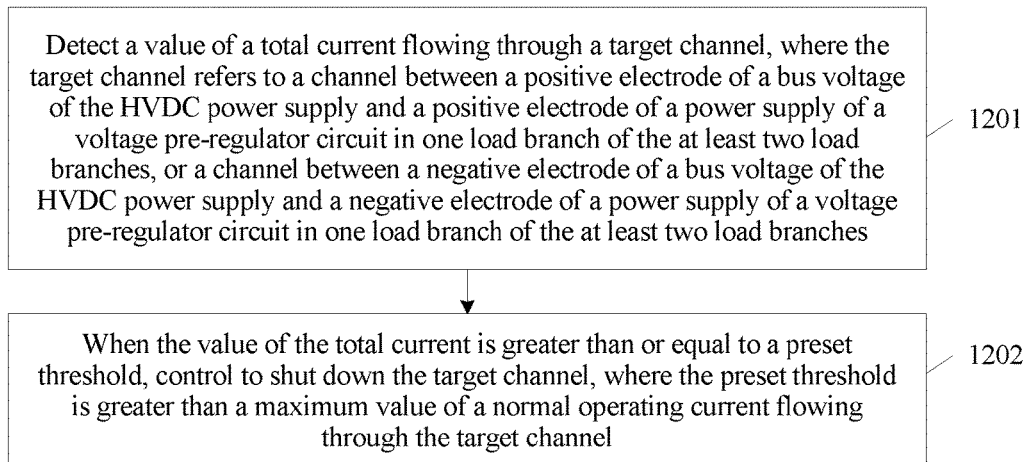 Detect a value of a total current flowing through a target channel, where the
target channel refers to a channel between a positive electrode of a bus voltage
of the HVDC power supply and a positive electrode of a power supply of a
voltage pre-regulator circuit in one load branch of the at least two load
branches, or a channel between a negative electrode of a bus voltage of the
HVDC power supply and a negative electrode of a power supply of a voltage
pre-regulator circuit in one load branch of the at least two load branches
1201
When the value of the total current is greater than or equal to a preset
threshold, control to shut down the target channel, where the preset threshold
is greater than a maximum value of a normal operating current flowing
through the target channel
1202